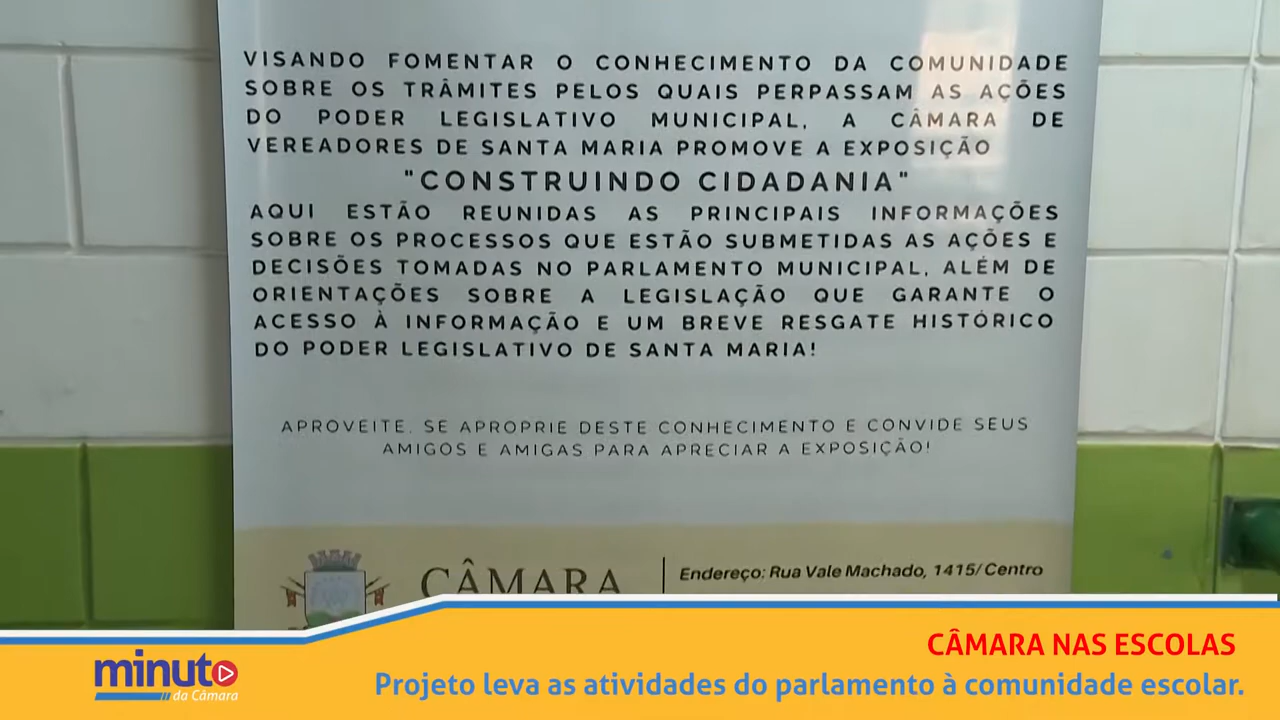 VISANDO FOMENTAR O CONHECIMENTO DA COMUNIDADE
SOBRE OS TRÂMITES PELOS QUAIS PERPASSAM AS AÇÕES
DO PODER LEGISLATIVO MUNICIPAL, A CÂMARA DE
VEREADORES DE SANTA MARIA PROMOVE A EXPOSIÇÃO
"CONSTRUINDO CIDADANIA"
AQUI ESTÃO REUNIDAS AS PRINCIPAIS INFORMAÇÕES
SOBRE OS PROCESSOS QUE ESTÃO SUBMETIDAS AS AÇÕES E
DECISÕES TOMADAS NO PARLAMENTO MUNICIPAL, ALÉM DE
ORIENTAÇÕES SOBRE A LEGISLAÇÃO QUE GARANTE O
ACESSO À INFORMAÇÃO E UM BREVE RESGATE HISTÓRICO
DO PODER LEGISLATIVO DE SANTA MARIA!
APROVEITE, SE APROPRIE DESTE CONHECIMENTO E CONVIDE SEUS
AMIGOS E AMIGAS PARA APRECIAR A EXPOSIÇÃO!
CÂMARA
Endereço: Rua Vale Machado, 1415/ Centro
CÂMARA NAS ESCOLAS
Projeto leva as atividades do parlamento à comunidade escolar.
minuto
da Câmara